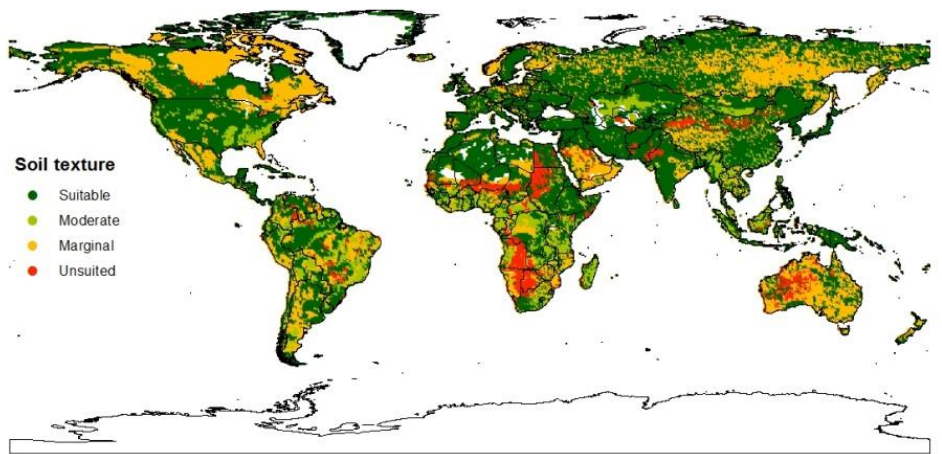 Soil texture
Suitable
Moderate
Marginal
Unsuited